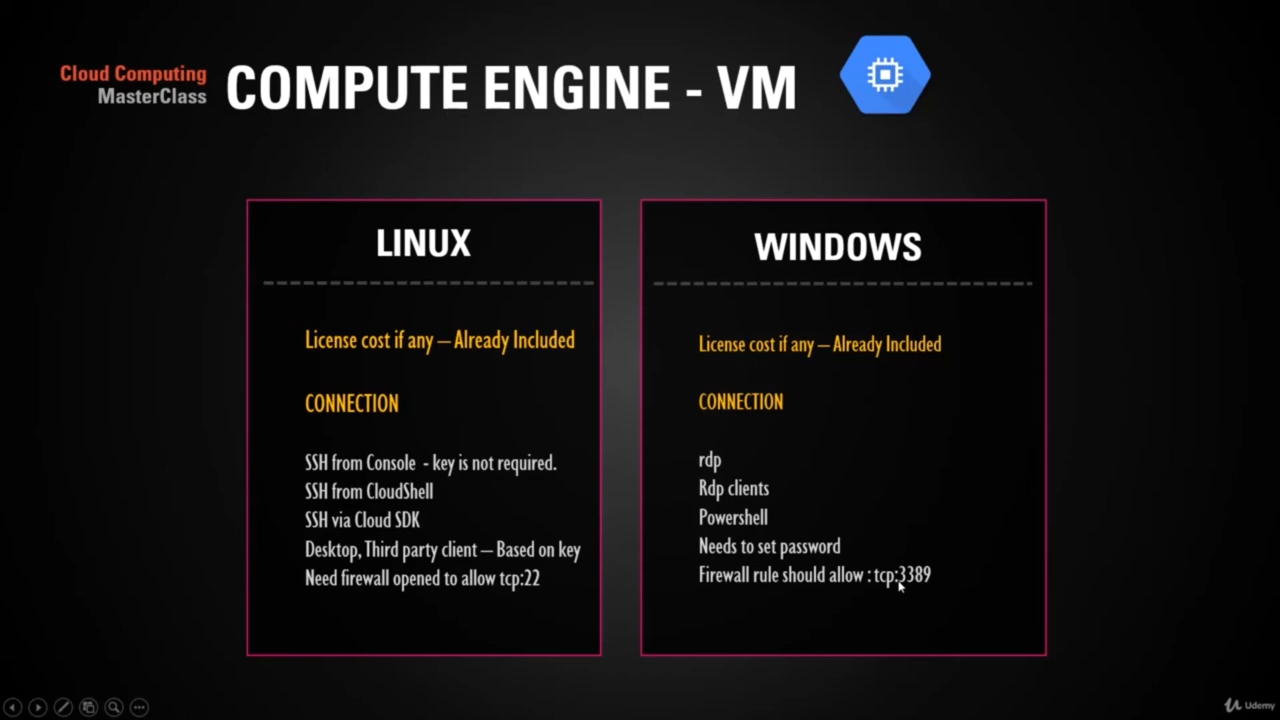 Cloud Computing
MasterClass
COMPUTE ENGINE - VM
LINUX
License cost if any – Already Included
CONNECTION
SSH from Console - key is not required.
SSH from CloudShell
SSH via Cloud SDK
Desktop, Third party client – Based on key
Need firewall opened to allow tcp:22
WINDOWS
License cost if any – Already Included
CONNECTION
rdp
Rdp clients
Powershell
Needs to set password
Firewall rule should allow : tcp:3389
Udemy